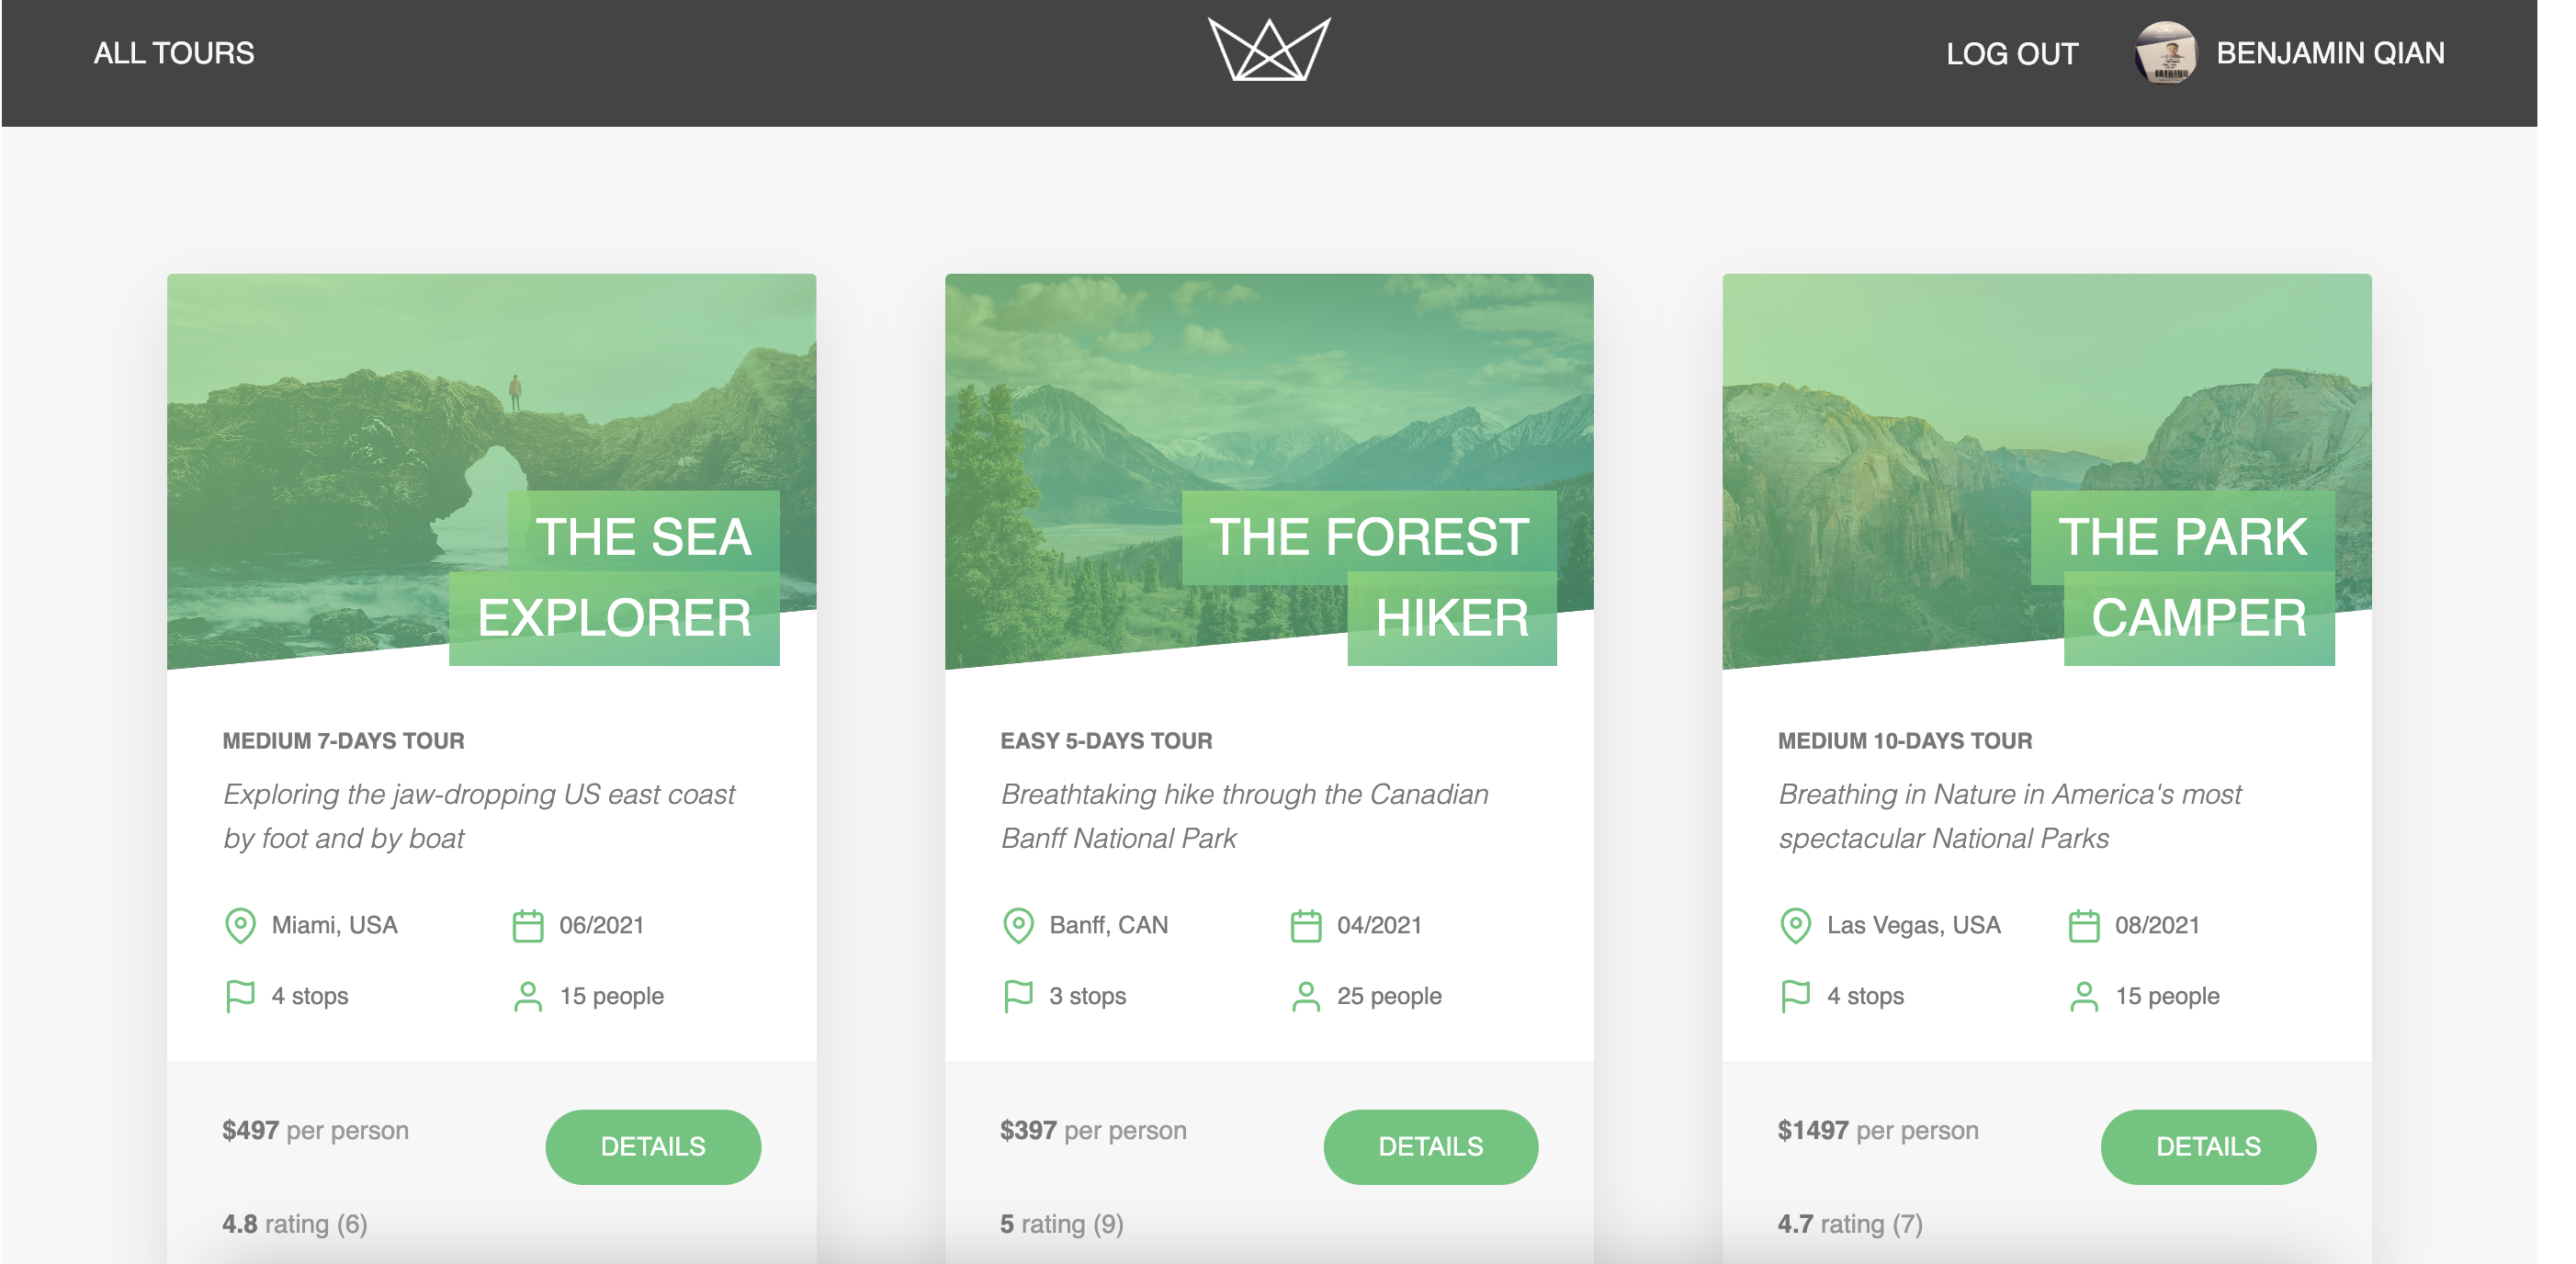 ALL TOURS
LOG OUT
BENJAMIN QIAN
THE SEA
EXPLORER
MEDIUM 7-DAYS TOUR
Exploring the jaw-dropping US east coast
by foot and by boat
Miami, USA
06/2021
4 stops
15 people
$497 per person
DETAILS
4.8 rating (6)
THE FOREST
HIKER
EASY 5-DAYS TOUR
Breathtaking hike through the Canadian
Banff National Park
Banff, CAN
04/2021
3 stops
25 people
$397 per person
DETAILS
5 rating (9)
THE PARK
CAMPER
MEDIUM 10-DAYS TOUR
Breathing in Nature in America's most
spectacular National Parks
Las Vegas, USA
08/2021
4 stops
15 people
$1497 per person
DETAILS
4.7 rating (7)